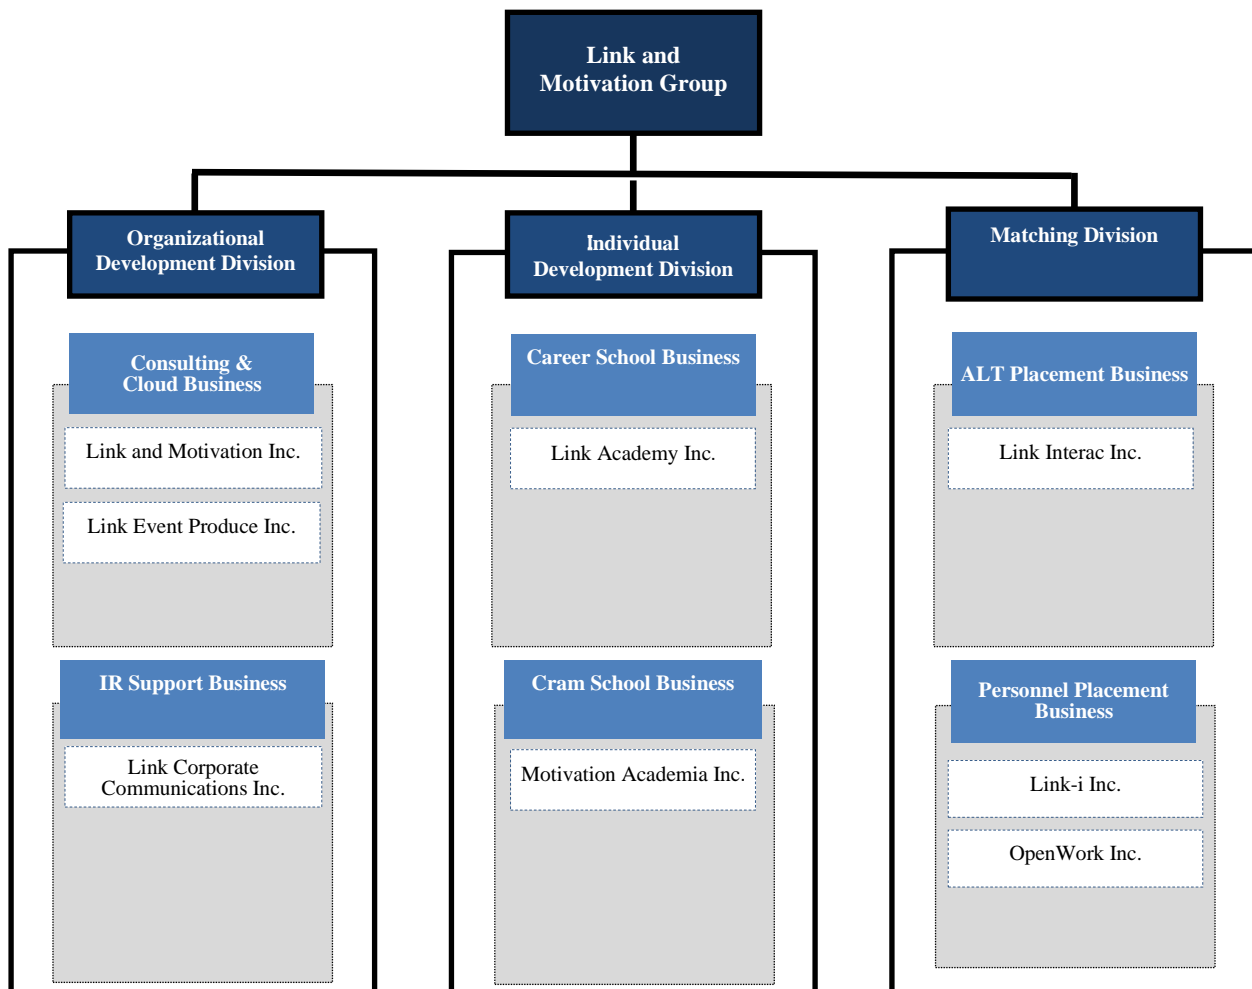 Link and
Motivation Group
Organizational
Development Division
Individual
Development Division
Matching Division
Consulting &
Cloud Business
Link and Motivation Inc.
Link Event Produce Inc.
IR Support Business
Link Corporate
Communications Inc.
Career School Business
Link Academy Inc.
Cram School Business
Motivation Academia Inc.
ALT Placement Business
Link Interac Inc.
Personnel Placement
Business
Link-i Inc.
OpenWork Inc.